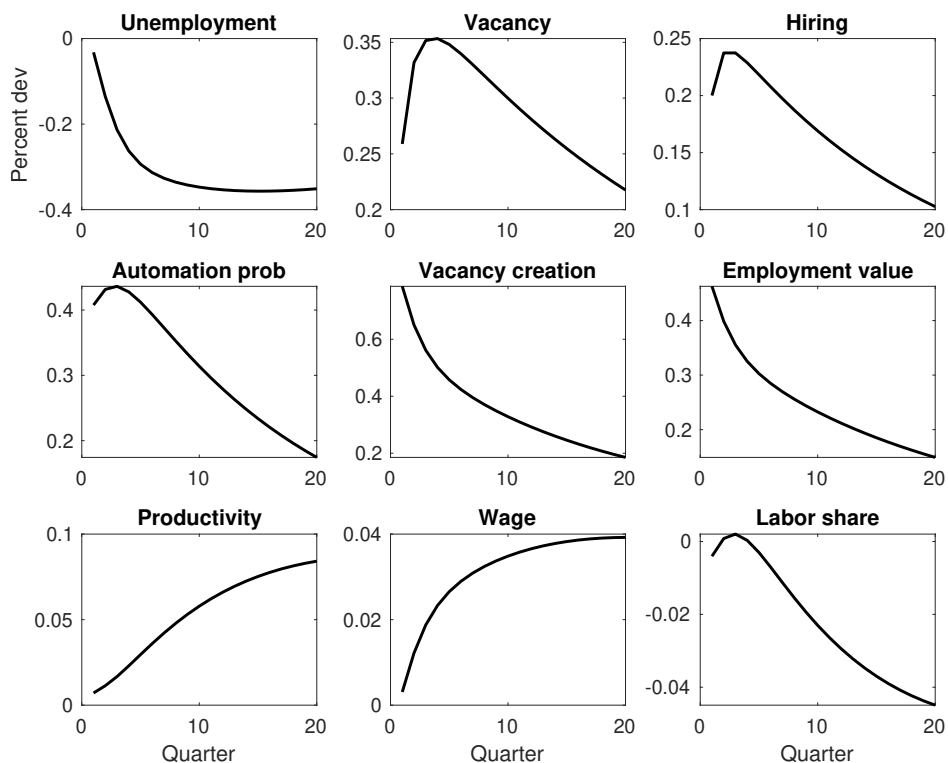 Unemployment
Percent dev
0
-0.2
-0.4
0 10 20
Vacancy
0.35
0.3
0.25
0.2
0 10 20
Hiring
0.25
0.2
0.15
0.1
0 10 20
Automation prob
0.4
0.3
0.2
0 10 20
Vacancy creation
0.6
0.4
0.2
0 10 20
Employment value
0.4
0.3
0.2
0 10 20
Productivity
0.1
0.05
0
0 10 20
Quarter
Wage
0.04
0.02
0
0 10 20
Quarter
Labor share
0
-0.02
-0.04
0 10 20
Quarter